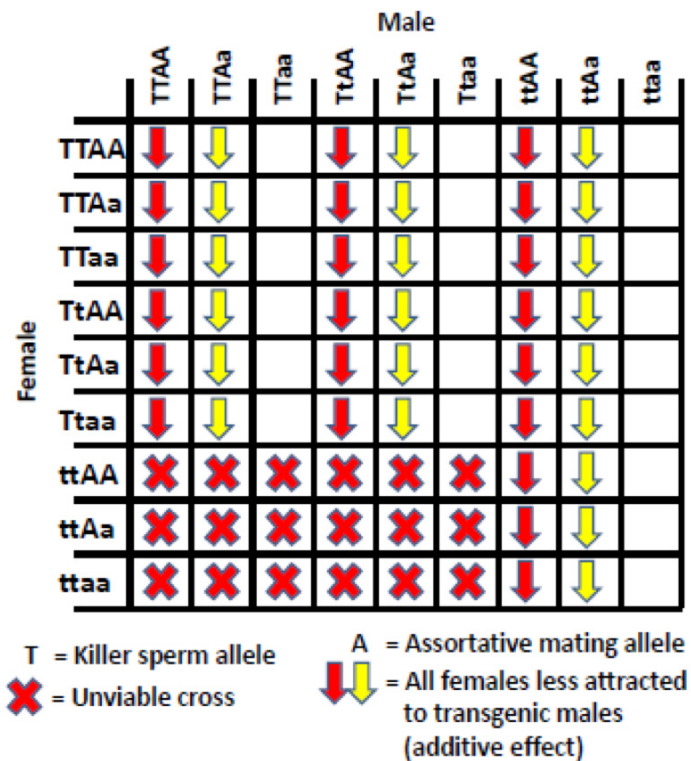 Male
TTAA TTAa TTaa TtAA TtAa Ttaa ttAA ttAa ttaa
Female
TTAA
TTAa
TTaa
TtAA
TtAa
Ttaa
ttAA
ttAa
ttaa
T = Killer sperm allele
= Unviable cross
A = Assortative mating allele
= All females less attracted
to transgenic males
(additive effect)